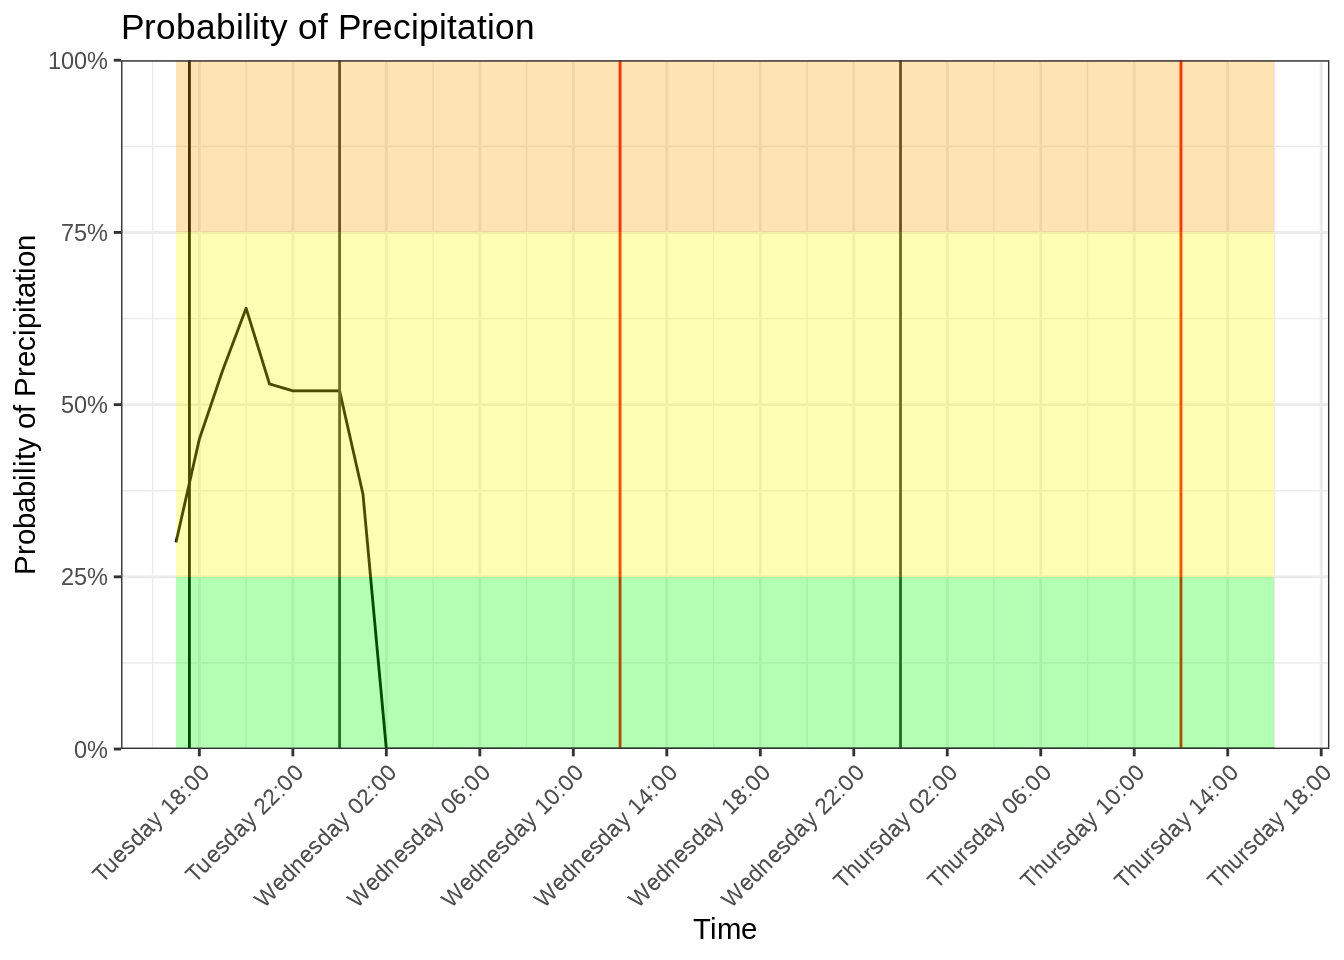 Probability of Precipitation
Probability of Precipitation
100%
75%
50%
25%
0%
Tuesday 18:00
Tuesday 22:00
Wednesday 02:00
Wednesday 06:00
Wednesday 10:00
Wednesday 14:00
Wednesday 18:00
Wednesday 22:00
Thursday 02:00
Thursday 06:00
Thursday 10:00
Thursday 14:00
Thursday 18:00
Time